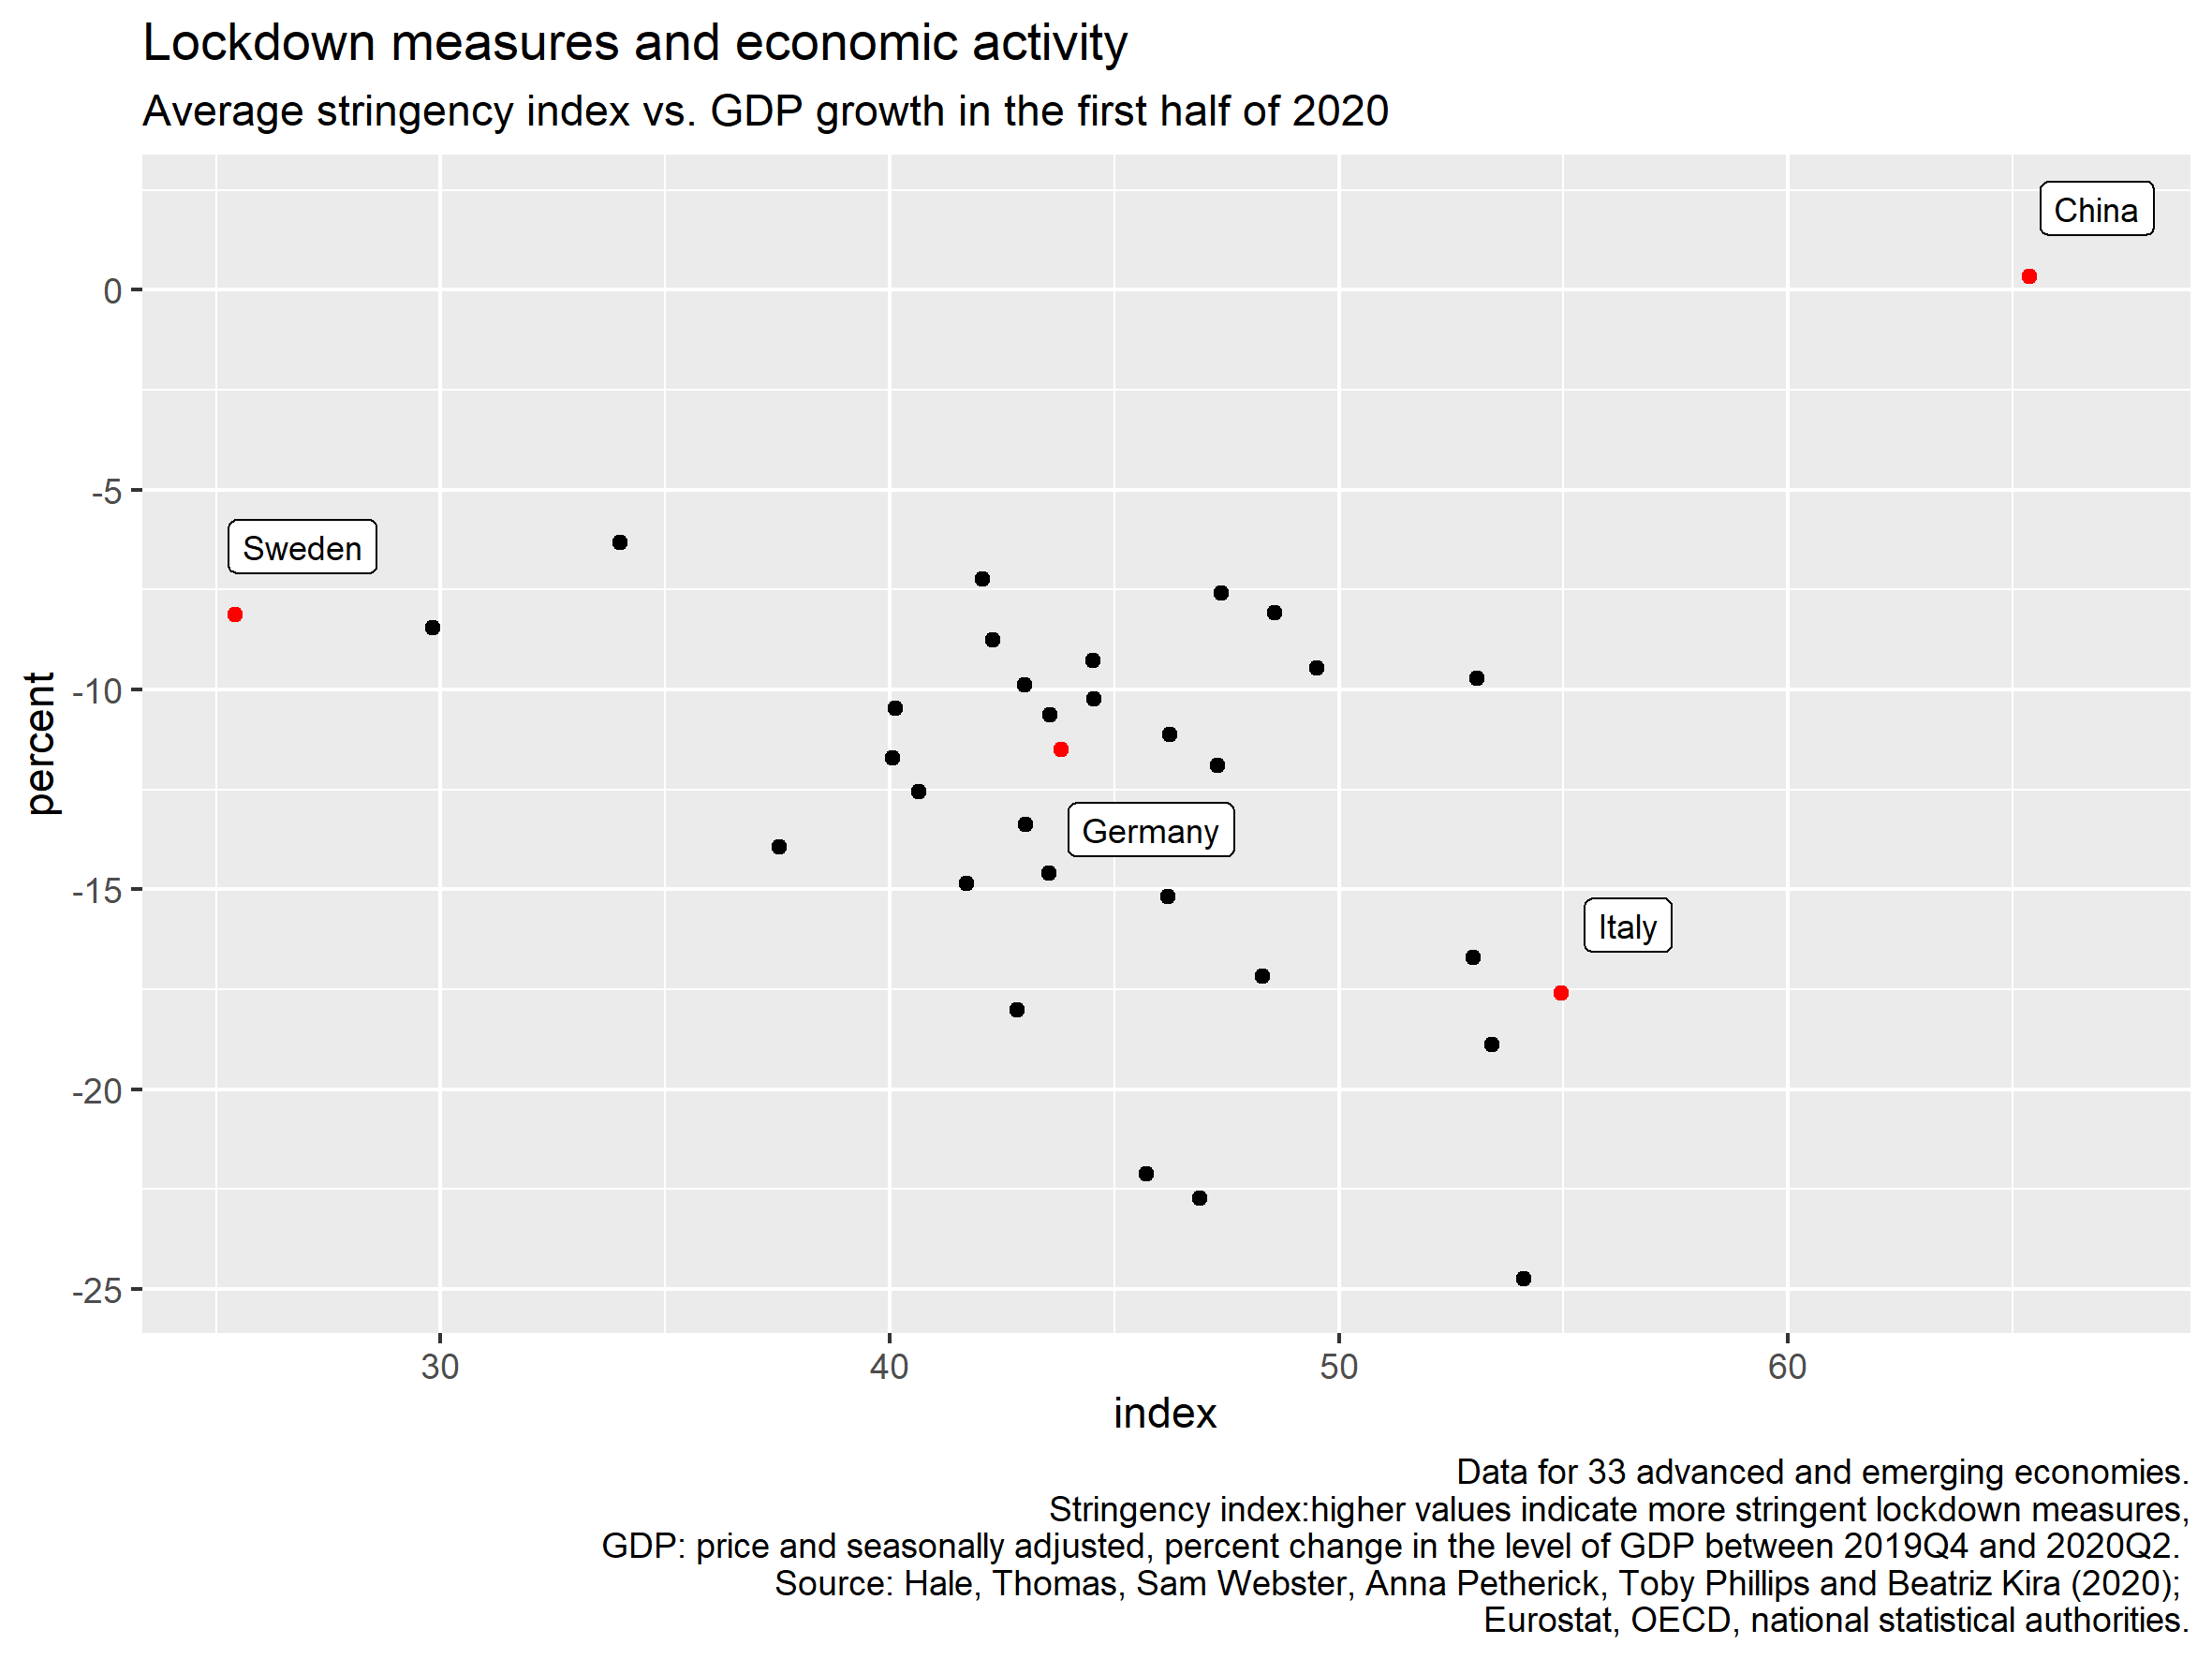 Lockdown measures and economic activity
Average stringency index vs. GDP growth in the first half of 2020
China
0
-5
Sweden
percent
-10
Germany
-15
Italy
-20
-25
30 40 50 60
index
Data for 33 advanced and emerging economies.
Stringency index:higher values indicate more stringent lockdown measures,
GDP: price and seasonally adjusted, percent change in the level of GDP between 2019Q4 and 2020Q2.
Source: Hale, Thomas, Sam Webster, Anna Petherick, Toby Phillips and Beatriz Kira (2020);
Eurostat, OECD, national statistical authorities.